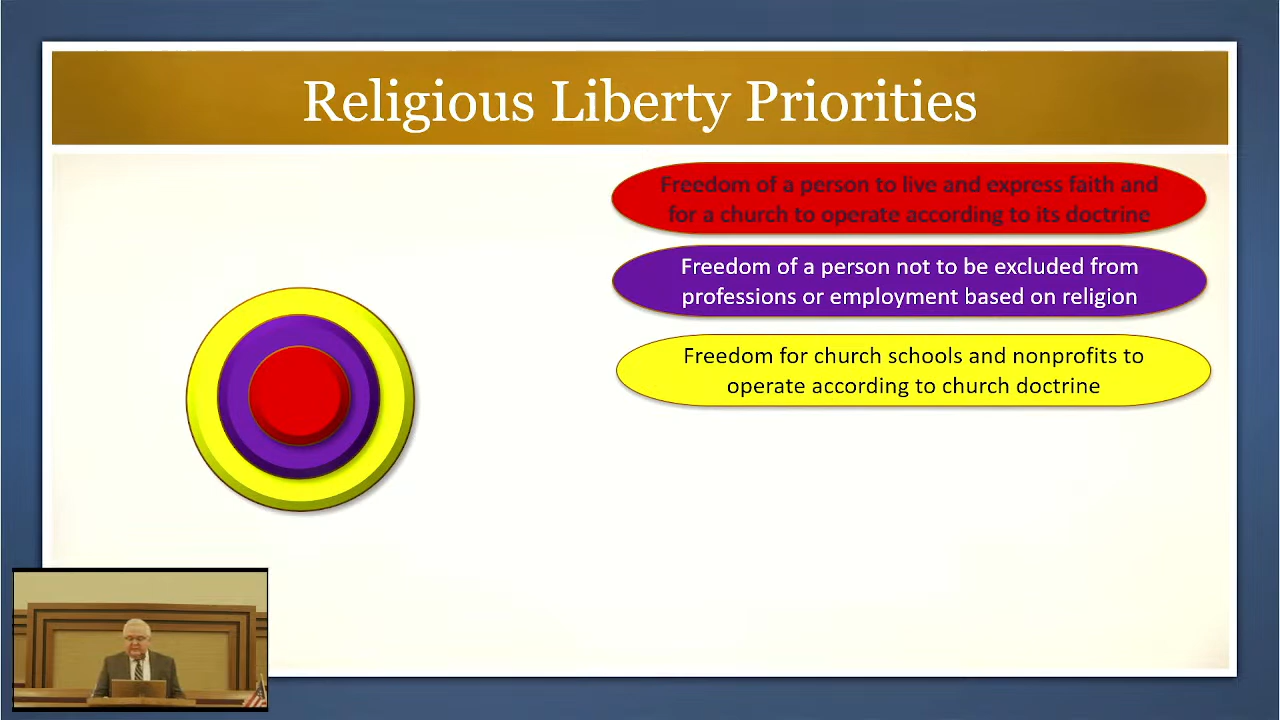 Religious Liberty Priorities
Freedom of a person to live and express faith and
for a church to operate according to its doctrine
Freedom of a person not to be excluded from
professions or employment based on religion
Freedom for church schools and nonprofits to
operate according to church doctrine